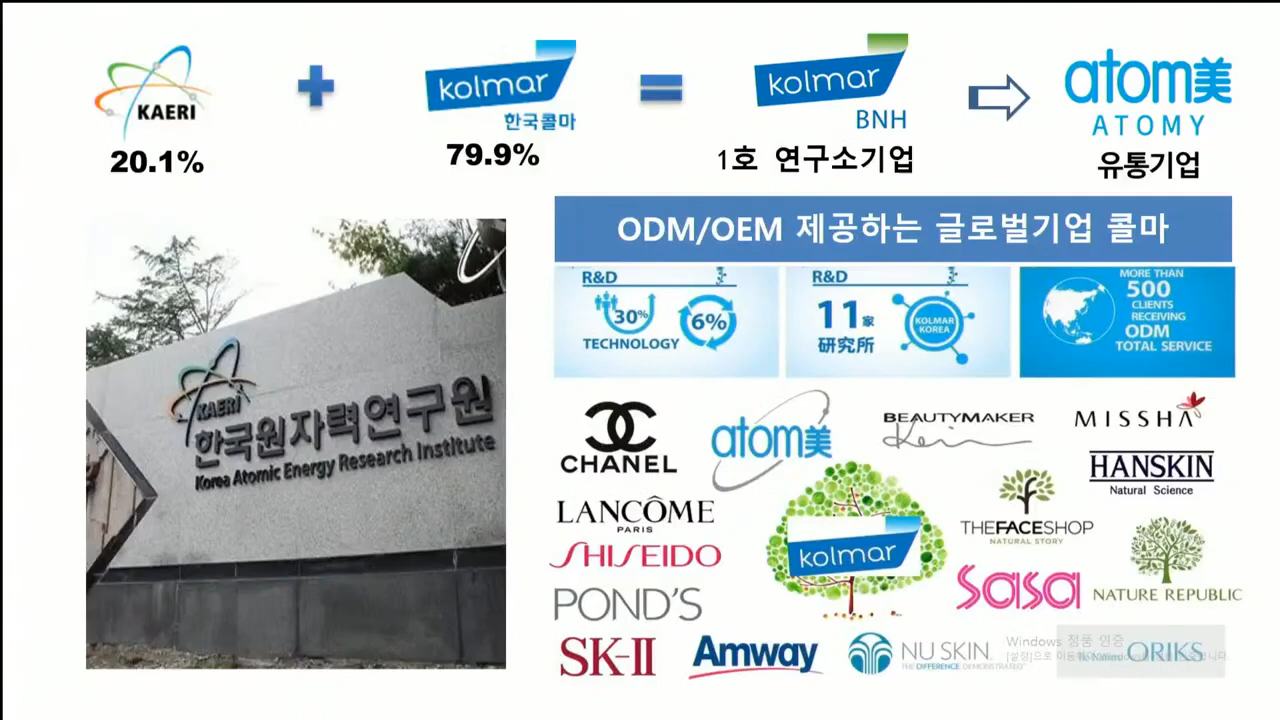 KAERI
20.1%
kolmar
한국콜마
79.9%
kolmar
BNH
1호 연구소기업
atom美
ATOMY
유통기업
KAERI
한국원자력연구원
Korea Atomic Energy Research Institute
ODM/OEM 제공하는 글로벌기업 콜마
R&D
30%
6%
TECHNOLOGY
R&D
11家
研究所
KOLMAR
KOREA
MORE THAN
500
CLIENTS
RECEIVING
ODM
TOTAL SERVICE
CHANEL
atom美
BEAUTYMAKER
MISSHA
HANSKIN
Natural Science
LANCÔME
PARIS
THEFACESHOP
NATURAL STORY
SHISEIDO
kolmar
POND'S
sasa
NATURE REPUBLIC
SK-II
Amway
NU SKIN
THE DIFFERENCE DEMONSTRATED
Windows 정품 인증
ORIKS